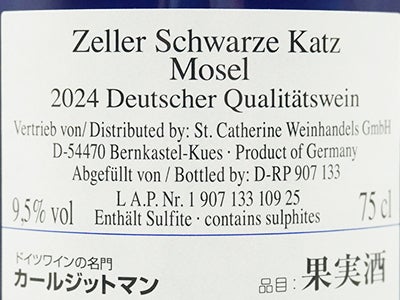 Zeller Schwarze Katz
Mosel
2024 Deutscher Qualitätswein
Vertrieb von/ Distributed by: St. Catherine Weinhandels GmbH
D-54470 Bernkastel-Kues · Product of Germany
Abgefüllt von / Bottled by: D-RP 907 133
L A.P. Nr. 1 907 133 109 25
9,5% vol
Enthält Sulfite · contains sulphites
75 cl
ドイツワインの名門
カールジットマン
品目: 果実酒